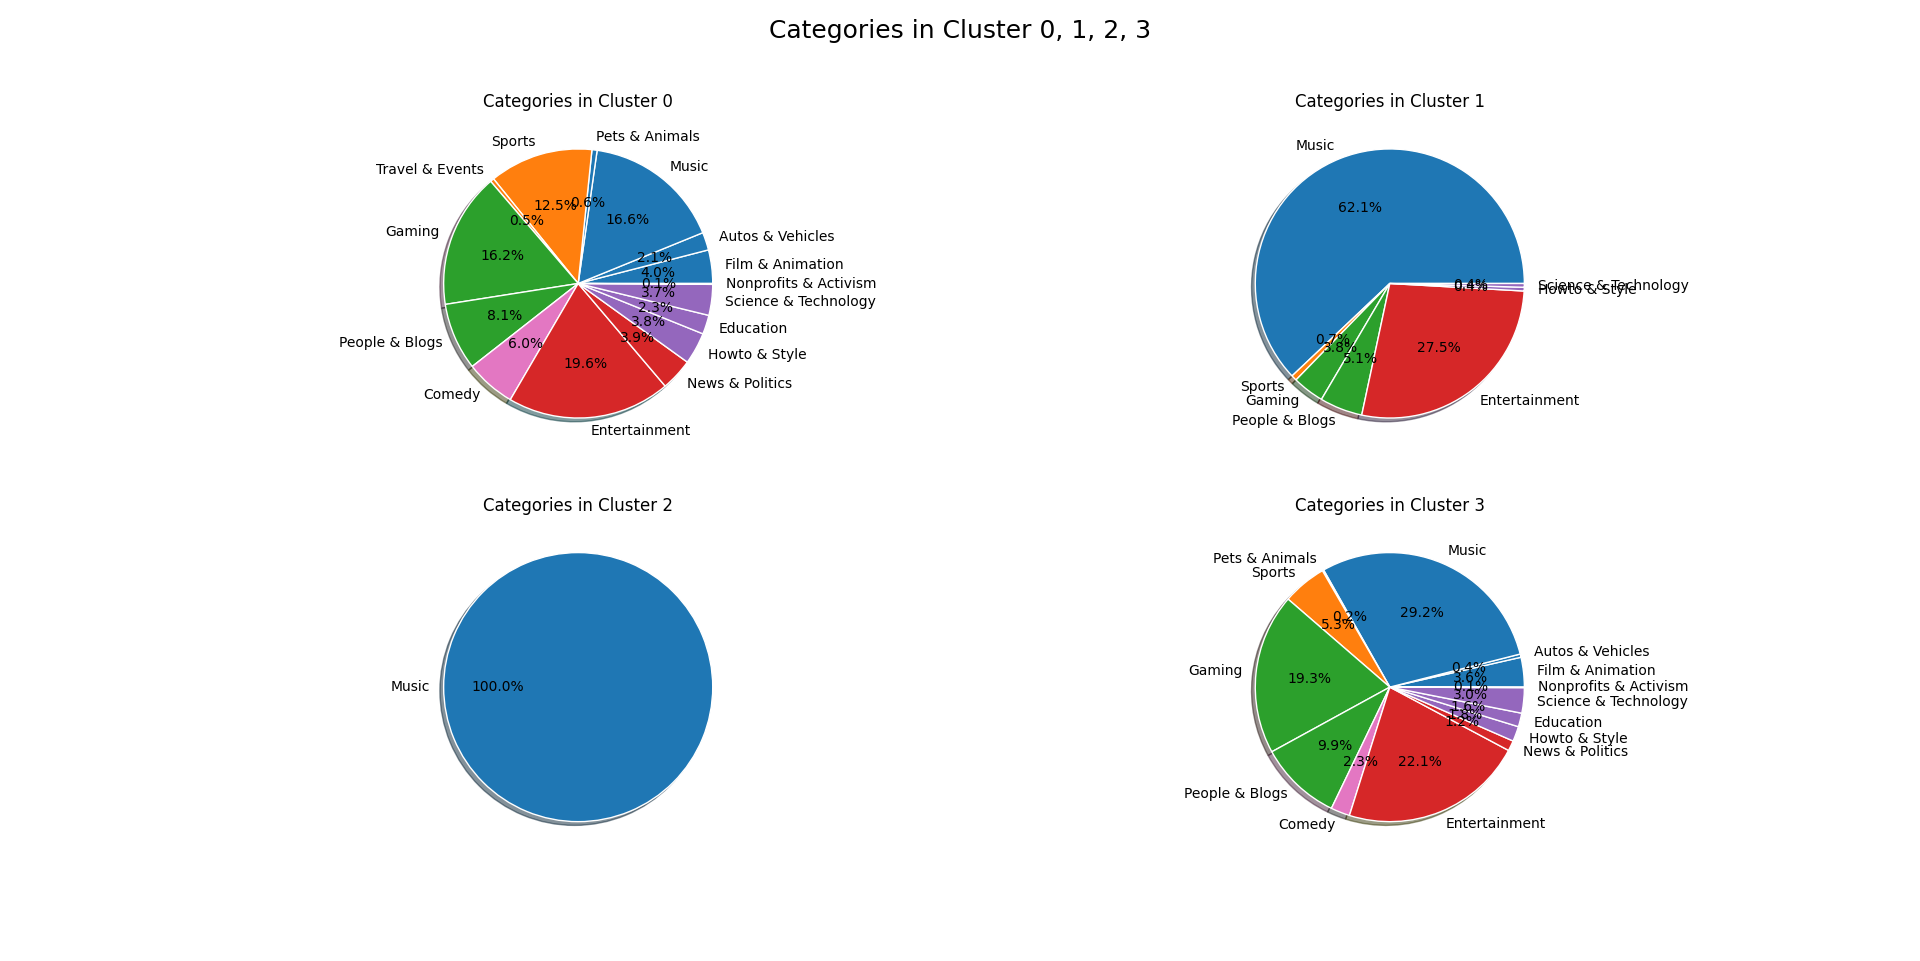 Categories in Cluster 0, 1, 2, 3
Categories in Cluster 0
Pets & Animals
Sports
Music
Travel & Events
12.5%
0.6%
16.6%
0.5%
Gaming
Autos & Vehicles
16.2%
2.1%
Film & Animation
4.0%
0.1%
Nonprofits & Activism
3.7%
Science & Technology
2.3%
8.1%
3.8%
Education
3.9%
People & Blogs
6.0%
Howto & Style
19.6%
News & Politics
Comedy
Entertainment
Categories in Cluster 1
Music
62.1%
0.4%
Science & Technology
0.4%
Howto & Style
0.7%
3.8%
5.1%
27.5%
Sports
Gaming
Entertainment
People & Blogs
Categories in Cluster 2
Music
100.0%
Categories in Cluster 3
Music
Pets & Animals
Sports
29.2%
0.2%
5.3%
Autos & Vehicles
0.4%
Gaming
Film & Animation
19.3%
3.6%
0.1%
Nonprofits & Activism
3.0%
Science & Technology
1.6%
1.8%
1.2%
Education
Howto & Style
9.9%
News & Politics
2.3%
22.1%
People & Blogs
Comedy
Entertainment